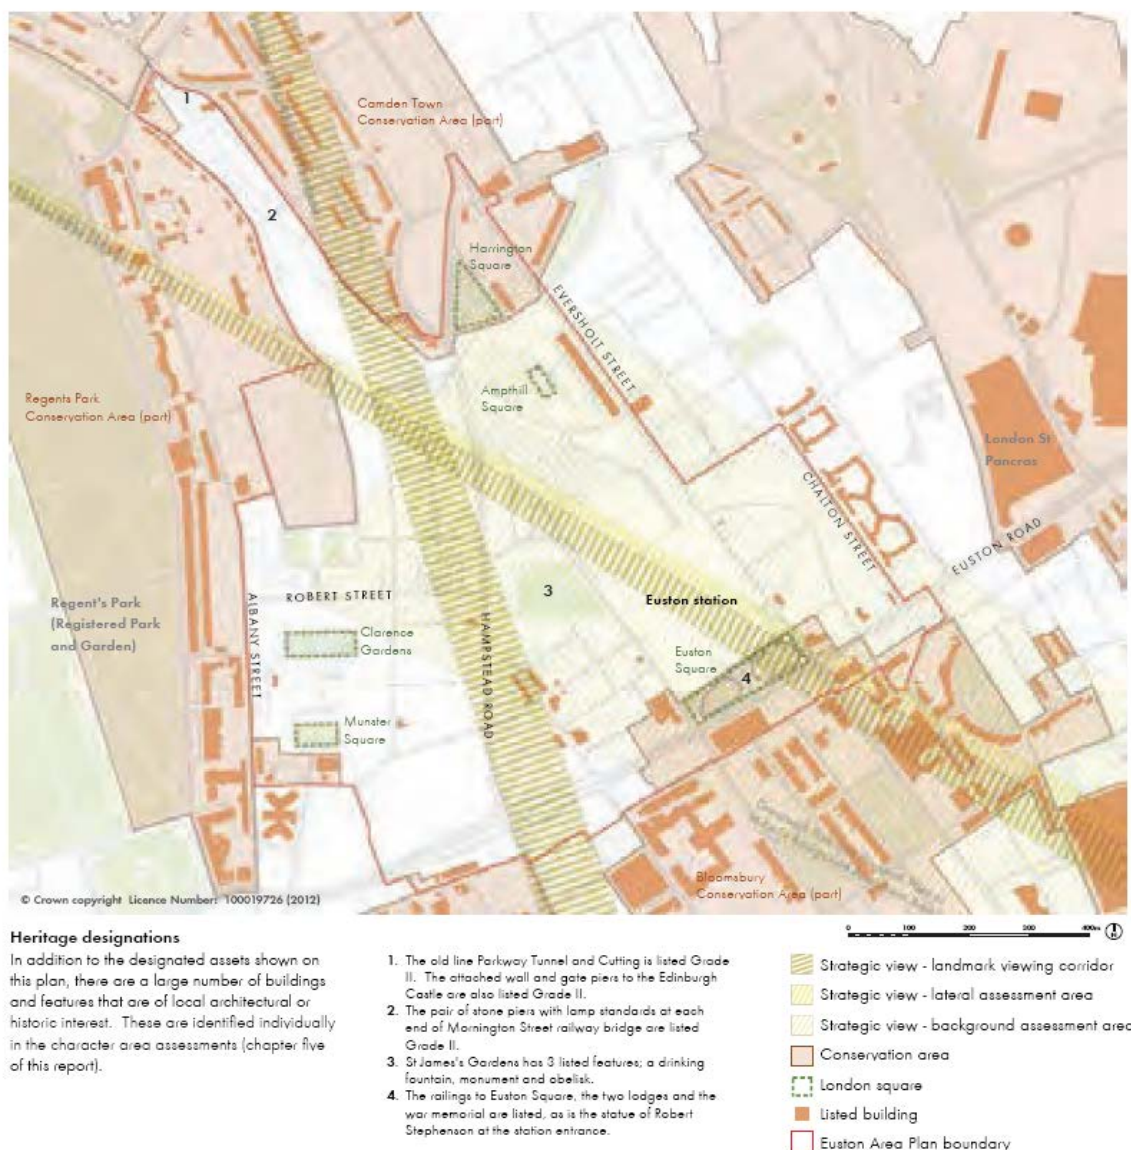 1
Camden Town
Conservation Area (part)
2
Harrington
Square
EVERSHOLT STREET
Ampthill
Square
Regents Park
Conservation Area (part)
London St
Pancras
CHALTON STREET
EUSTON ROAD
Regent's Park
(Registered Park
and Garden)
ALBANY STREET
ROBERT STREET
3
Euston station
Clarence
Gardens
HAMPSTEAD ROAD
Euston
Square
4
Munster
Square
Bloomsbury
Conservation Area (part)
© Crown copyright Licence Number: 100019726 (2012)
0 100 200 300 400m
N
Heritage designations
In addition to the designated assets shown on
this plan, there are a large number of buildings
and features that are of local architectural or
historic interest. These are identified individually
in the character area assessments (chapter five
of this report).
1. The old line Parkway Tunnel and Cutting is listed Grade
II. The attached wall and gate piers to the Edinburgh
Castle are also listed Grade II.
2. The pair of stone piers with lamp standards at each
end of Mornington Street railway bridge are listed
Grade II.
3. St James's Gardens has 3 listed features; a drinking
fountain, monument and obelisk.
4. The railings to Euston Square, the two lodges and the
war memorial are listed, as is the statue of Robert
Stephenson at the station entrance.
Strategic view - landmark viewing corridor
Strategic view - lateral assessment area
Strategic view - background assessment area
Conservation area
London square
Listed building
Euston Area Plan boundary